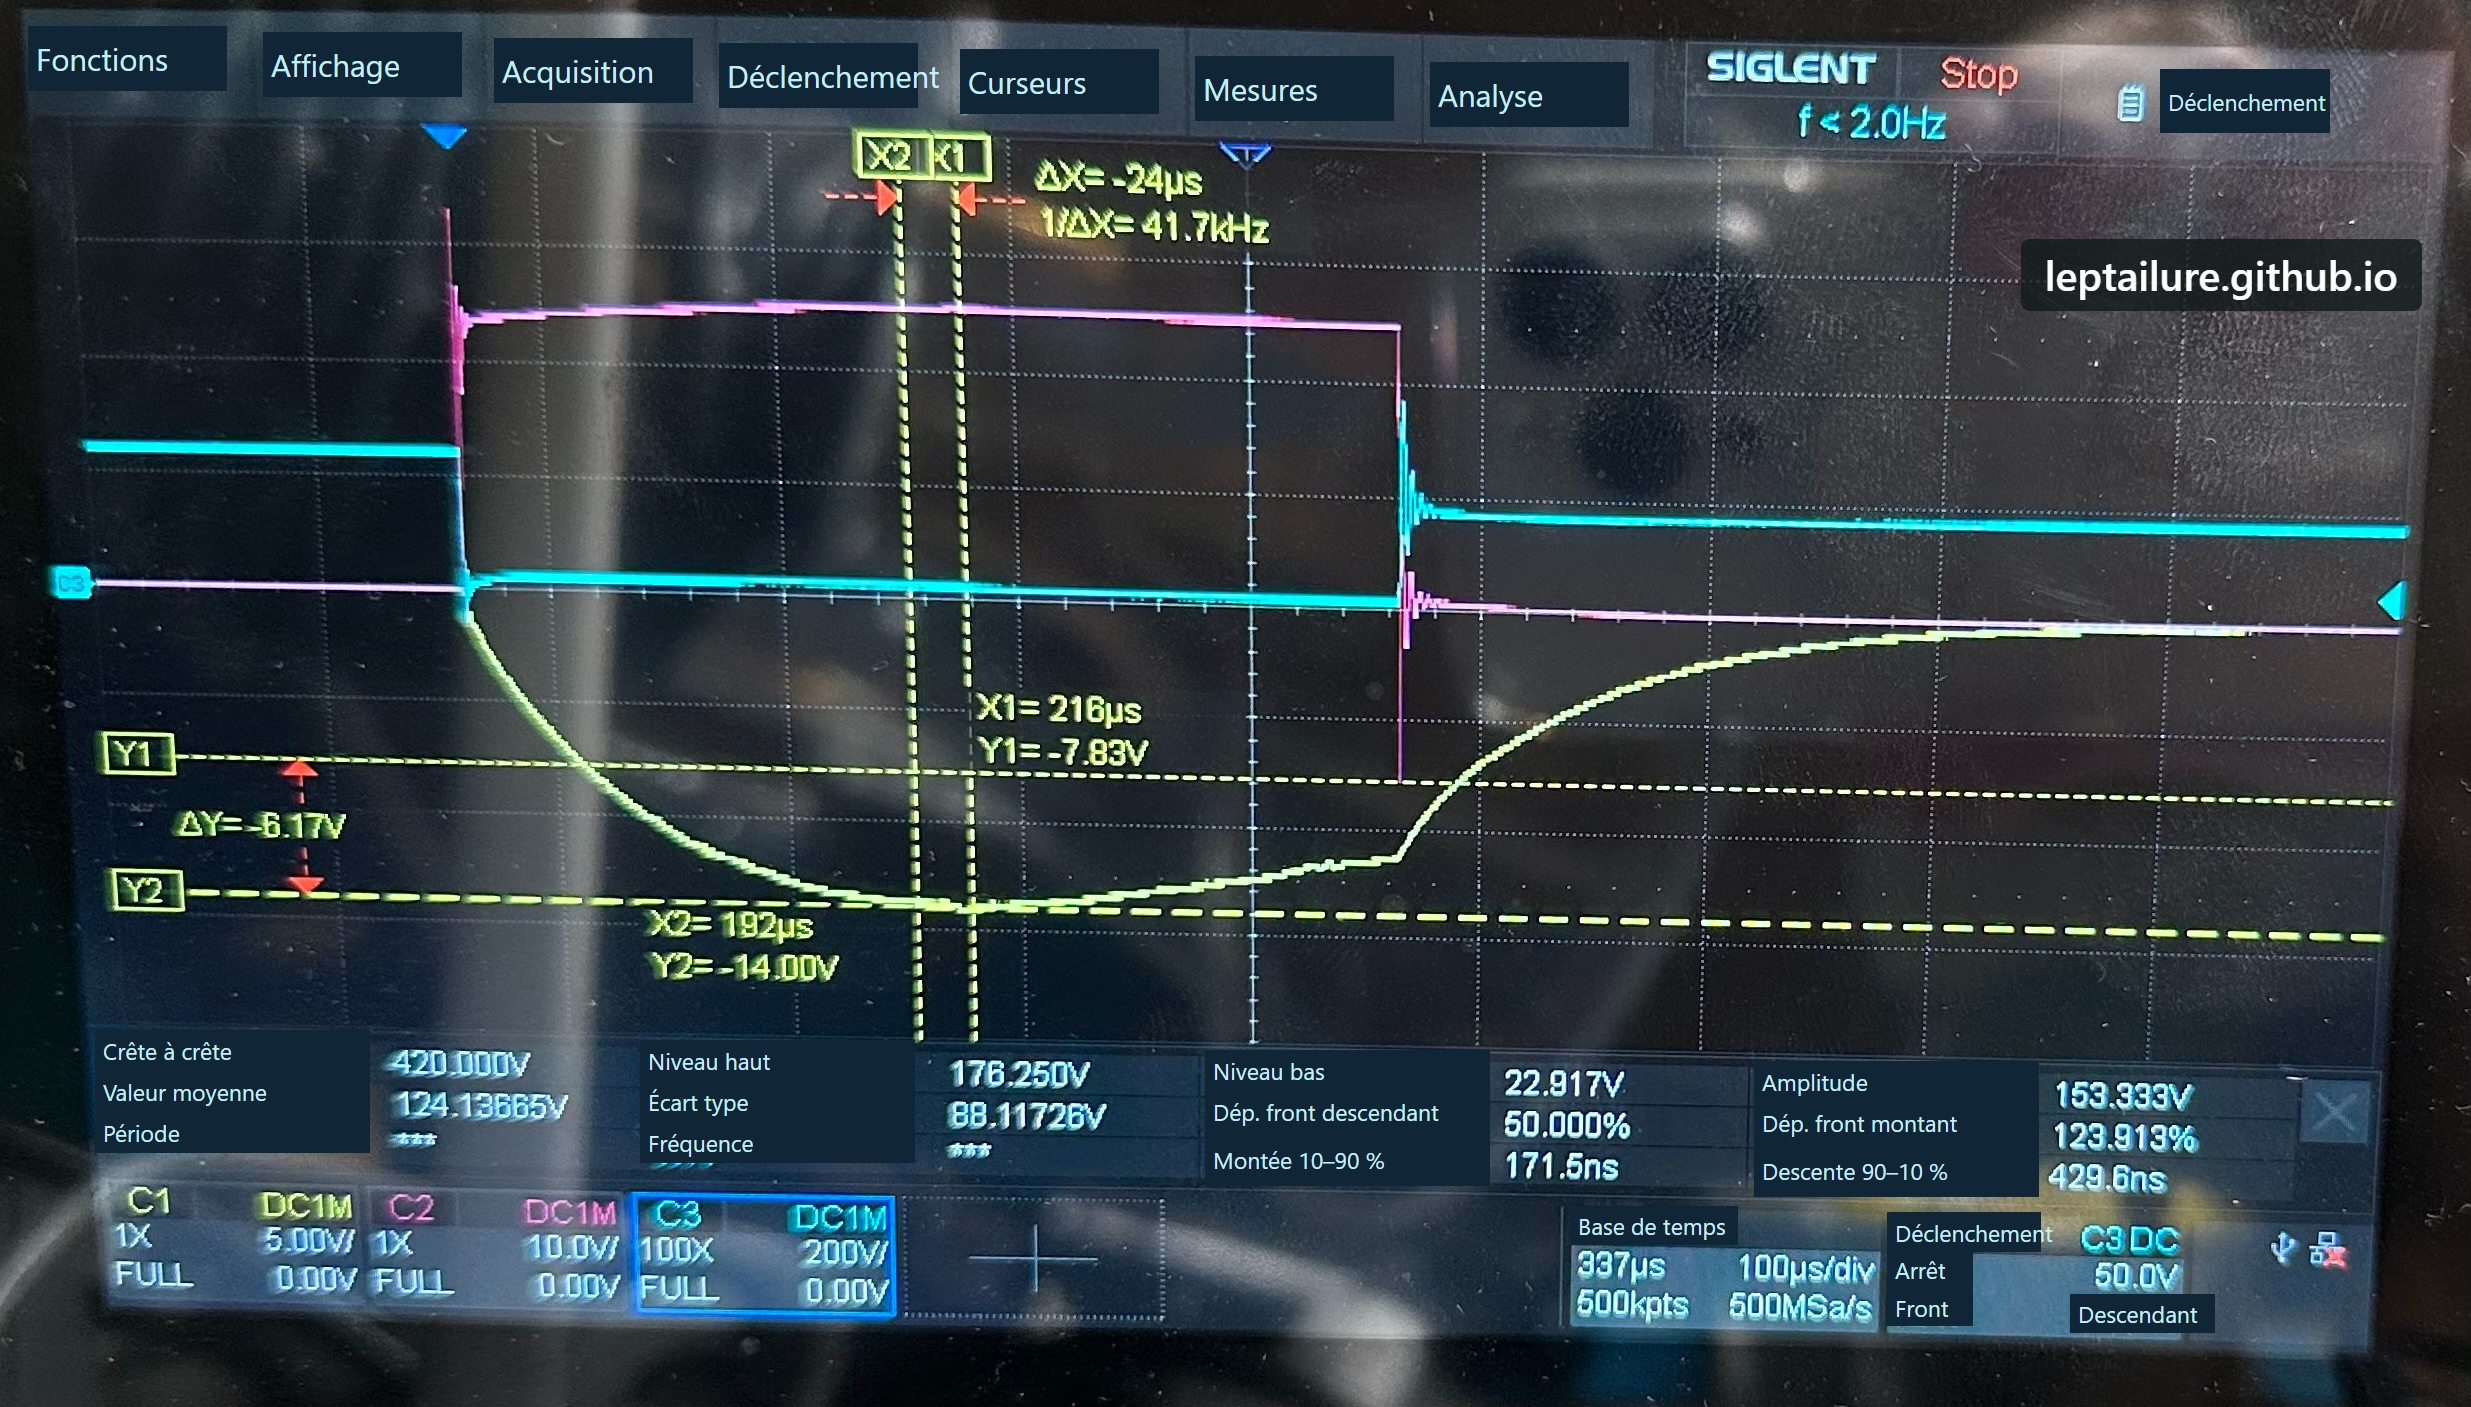 Fonctions
Affichage
Acquisition
Déclenchement
Curseurs
Mesures
Analyse
SIGLENT
Stop
f < 2.0Hz
Déclenchement
X2
X1
ΔX= -24µs
1/ΔX= 41.7kHz
leptailure.github.io
C3
X1= 216µs
Y1= -7.83V
Y1
ΔY= -6.17V
Y2
X2= 192µs
Y2= -14.00V
Crête à crête
420.000V
Niveau haut
176.250V
Niveau bas
22.917V
Amplitude
153.333V
Valeur moyenne
124.13665V
Écart type
88.11726V
Dép. front descendant
50.000%
Dép. front montant
123.913%
Période
***
Fréquence
***
Montée 10–90 %
171.5ns
Descente 90–10 %
429.6ns
C1
DC1M
1X
5.00V/
FULL
0.00V
C2
DC1M
1X
10.0V/
FULL
0.00V
C3
DC1M
100X
200V/
FULL
0.00V
Base de temps
337µs
100µs/div
500kpts
500MSa/s
Déclenchement
C3 DC
Arrêt
50.0V
Front
Descendant